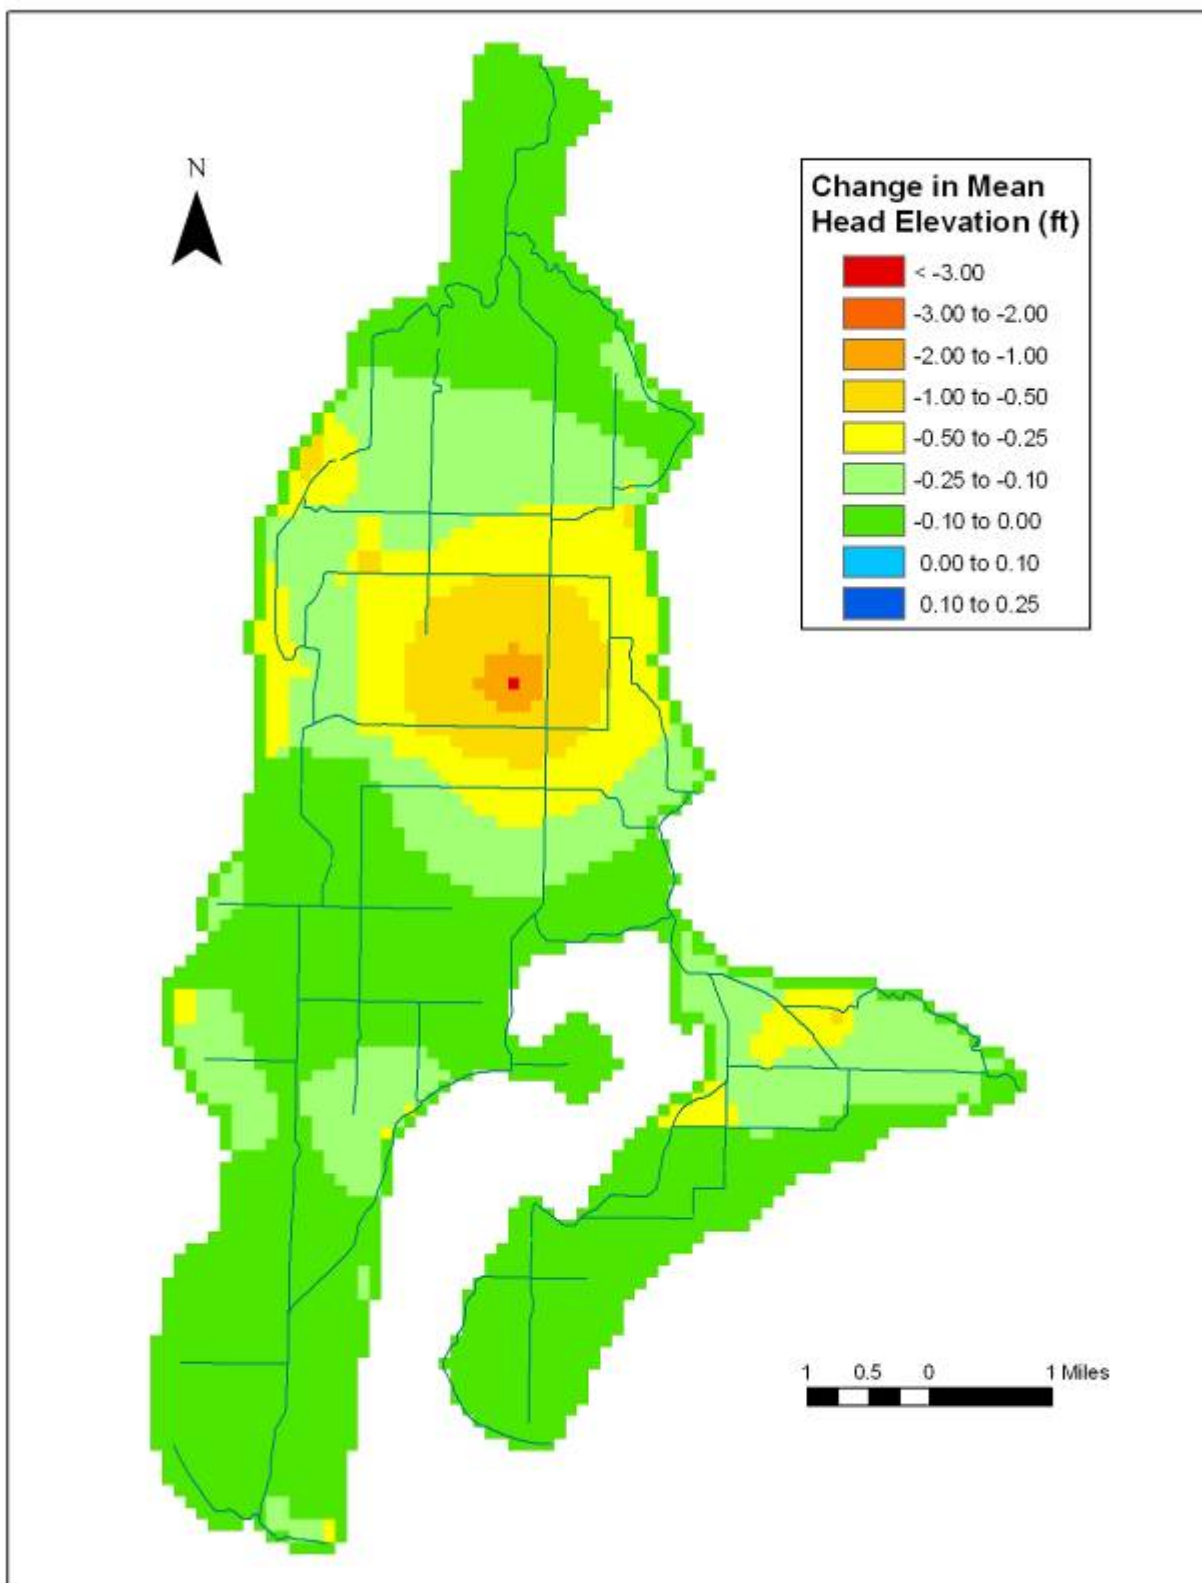 N
Change in Mean
Head Elevation (ft)
< -3.00
-3.00 to -2.00
-2.00 to -1.00
-1.00 to -0.50
-0.50 to -0.25
-0.25 to -0.10
-0.10 to 0.00
0.00 to 0.10
0.10 to 0.25
1 0.5 0 1 Miles